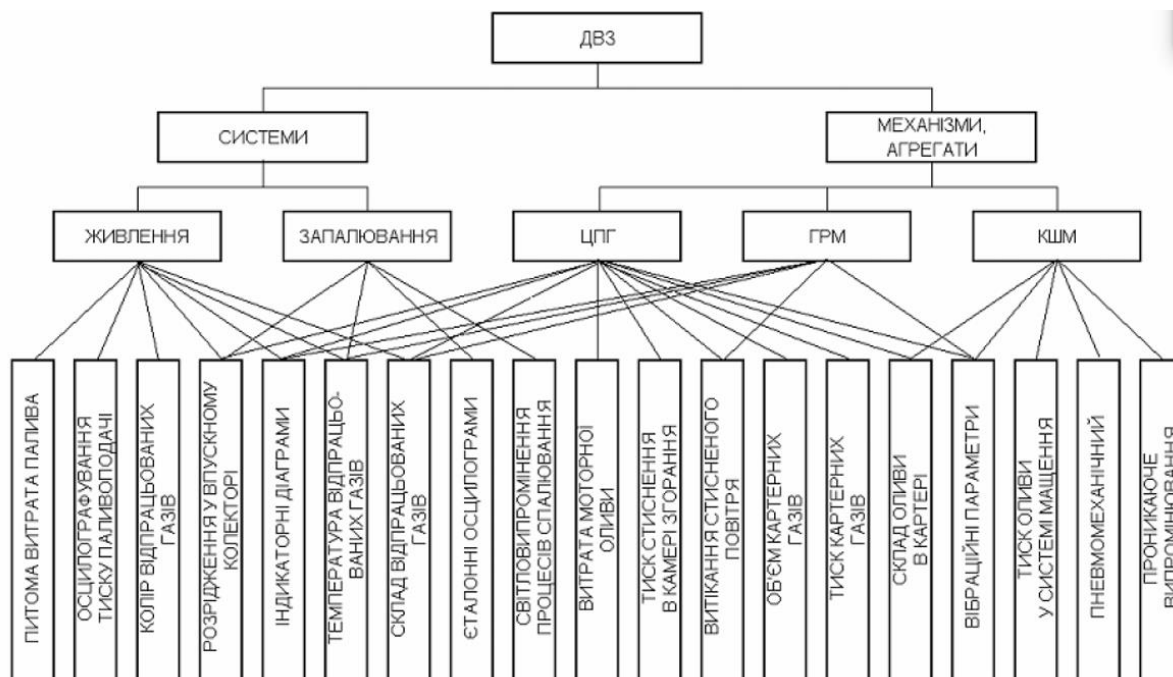 ДВЗ
СИСТЕМИ
МЕХАНІЗМИ,
АГРЕГАТИ
ЖИВЛЕННЯ
ЗАПАЛЮВАННЯ
ЦПГ
ГРМ
КШМ
ПИТОМА ВИТРАТА ПАЛИВА
ОСЦИЛОГРАФУВАННЯ
ТИСКУ ПАЛИВОПОДАЧІ
КОЛІР ВІДПРАЦЬОВАНИХ
ГАЗІВ
РОЗРІДЖЕННЯ У ВПУСКНОМУ
КОЛЕКТОРІ
ІНДИКАТОРНІ ДІАГРАМИ
ТЕМПЕРАТУРА ВІДПРАЦЬО-
ВАНИХ ГАЗІВ
СКЛАД ВІДПРАЦЬОВАНИХ
ГАЗІВ
ЄТАЛОННІ ОСЦИЛОГРАМИ
СВІТЛОВИПРОМІНЕННЯ
ПРОЦЕСІВ СПАЛЮВАННЯ
ВИТРАТА МОТОРНОЇ
ОЛИВИ
ТИСК СТИСНЕННЯ
В КАМЕРІ ЗГОРАННЯ
ВИТІКАННЯ СТИСНЕНОГО
ПОВІТРЯ
ОБ'ЄМ КАРТЕРНИХ
ГАЗІВ
ТИСК КАРТЕРНИХ
ГАЗІВ
СКЛАД ОЛИВИ
В КАРТЕРІ
ВІБРАЦІЙНІ ПАРАМЕТРИ
ТИСК ОЛИВИ
У СИСТЕМІ МАЩЕННЯ
ПНЕВМОМЕХАНІЧНИЙ
ПРОНИКАЮЧЕ
ВИПРОМІНЮВАННЯ